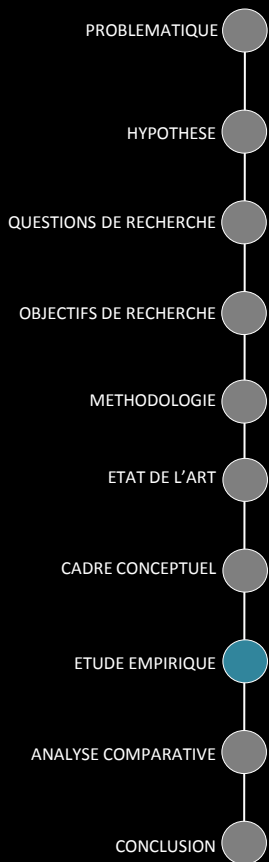 PROBLEMATIQUE
HYPOTHESE
QUESTIONS DE RECHERCHE
OBJECTIFS DE RECHERCHE
METHODOLOGIE
ETAT DE L’ART
CADRE CONCEPTUEL
ETUDE EMPIRIQUE
ANALYSE COMPARATIVE
CONCLUSION